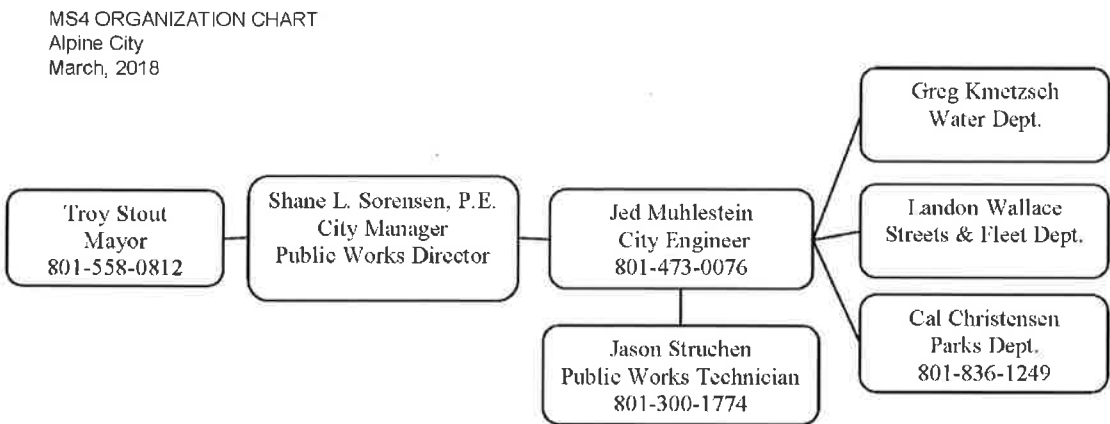 MS4 ORGANIZATION CHART
Alpine City
March, 2018
Troy Stout
Mayor
801-558-0812
Shane L. Sorensen, P.E.
City Manager
Public Works Director
Jed Muhlestein
City Engineer
801-473-0076
Jason Struchen
Public Works Technician
801-300-1774
Greg Kmetzsch
Water Dept.
Landon Wallace
Streets & Fleet Dept.
Cal Christensen
Parks Dept.
801-836-1249